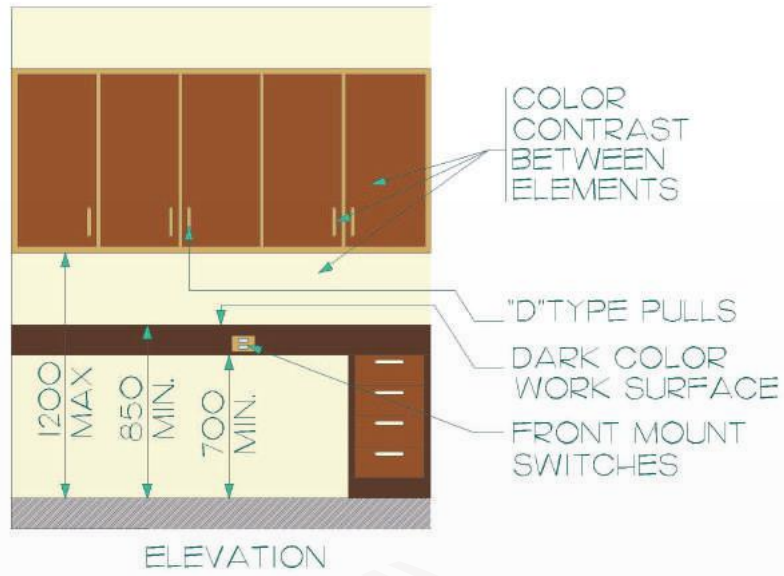 COLOR
CONTRAST
BETWEEN
ELEMENTS
"D"TYPE PULLS
DARK COLOR
WORK SURFACE
FRONT MOUNT
SWITCHES
1200
MAX
850
MIN.
700
MIN.
ELEVATION